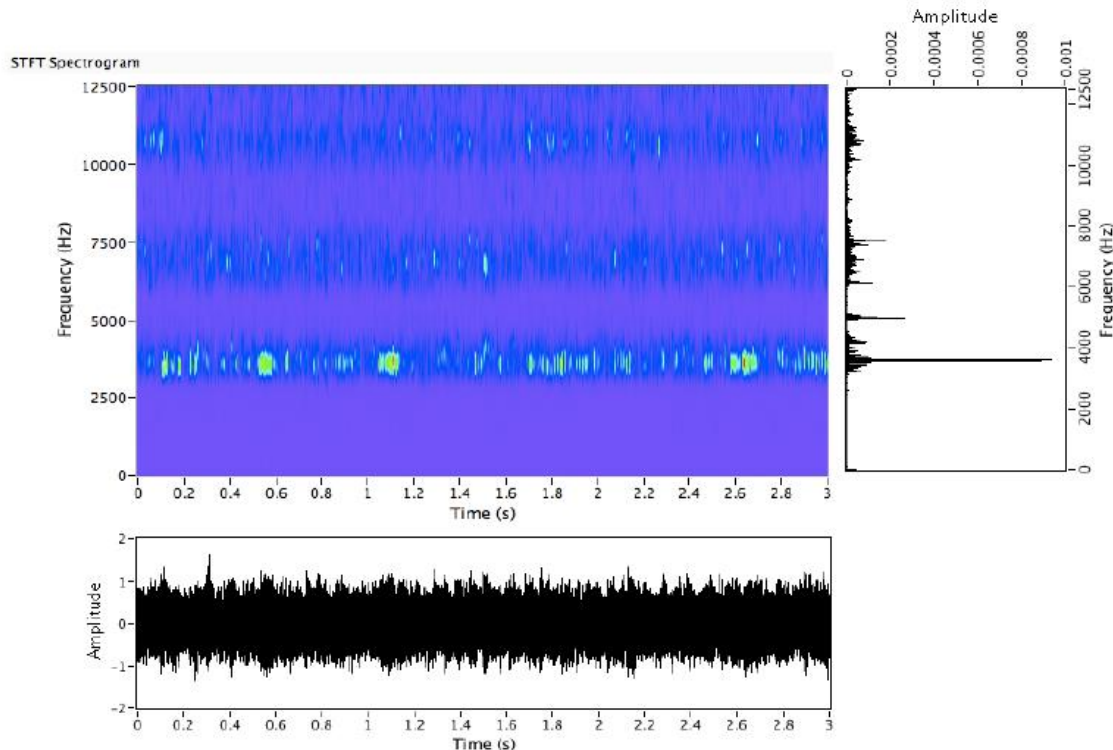 Amplitude
0 0.0002 0.0004 0.0006 0.0008 0.001
STFT Spectrogram
12500
10000
7500
5000
2500
0
Frequency (Hz)
0 0.2 0.4 0.6 0.8 1 1.2 1.4 1.6 1.8 2 2.2 2.4 2.6 2.8 3
Time (s)
12500
10000
8000
6000
4000
2000
0
Frequency (Hz)
2
1
0
-1
-2
Amplitude
0 0.2 0.4 0.6 0.8 1 1.2 1.4 1.6 1.8 2 2.2 2.4 2.6 2.8 3
Time (s)